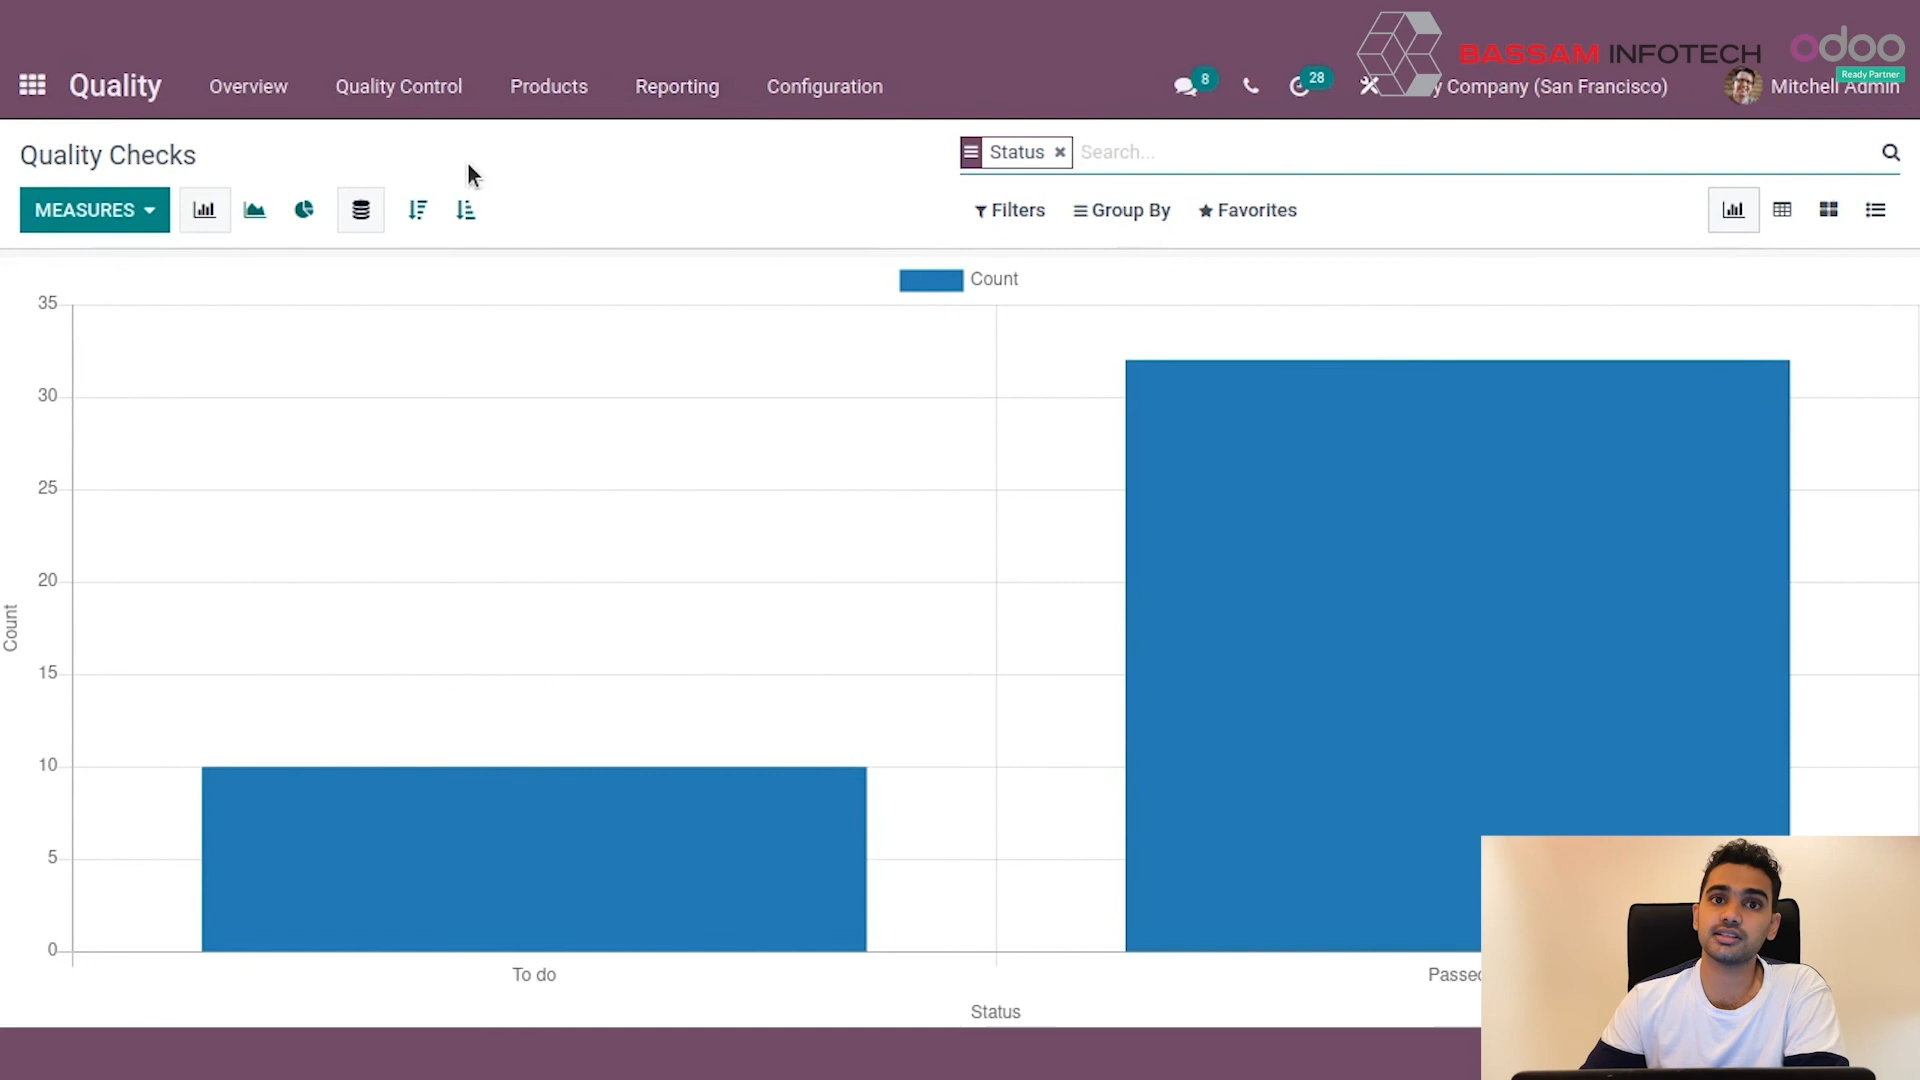 BASSAM INFOTECH
odoo
Ready Partner
Quality Overview Quality Control Products Reporting Configuration 8 28 y Company (San Francisco) Mitchell Admin
Quality Checks
Status Search...
MEASURES
Filters Group By Favorites
Count
35
30
25
20
15
10
5
0
Count
To do
Passed
Status